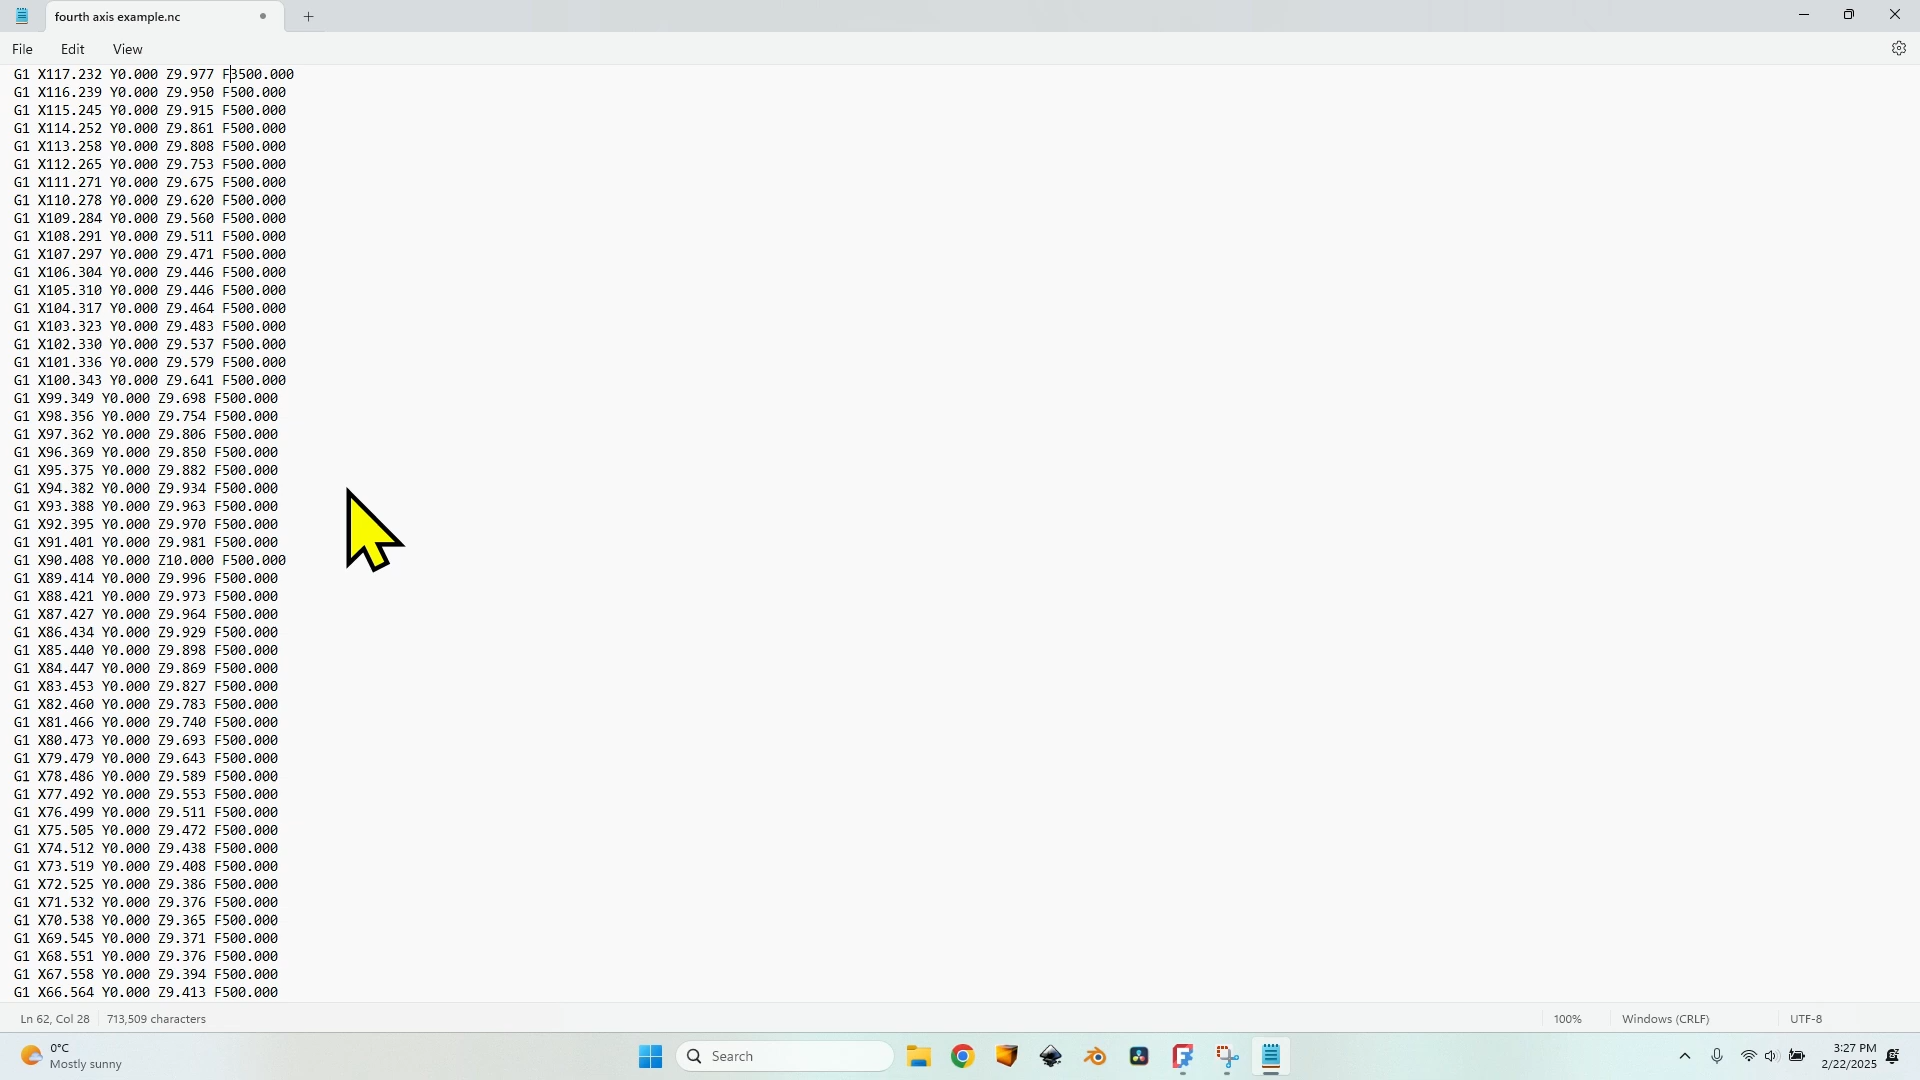 fourth axis example.nc
File Edit View
G1 X117.232 Y0.000 Z9.977 F3500.000
G1 X116.239 Y0.000 Z9.950 F500.000
G1 X115.245 Y0.000 Z9.915 F500.000
G1 X114.252 Y0.000 Z9.861 F500.000
G1 X113.258 Y0.000 Z9.808 F500.000
G1 X112.265 Y0.000 Z9.753 F500.000
G1 X111.271 Y0.000 Z9.675 F500.000
G1 X110.278 Y0.000 Z9.620 F500.000
G1 X109.284 Y0.000 Z9.560 F500.000
G1 X108.291 Y0.000 Z9.511 F500.000
G1 X107.297 Y0.000 Z9.471 F500.000
G1 X106.304 Y0.000 Z9.446 F500.000
G1 X105.310 Y0.000 Z9.446 F500.000
G1 X104.317 Y0.000 Z9.464 F500.000
G1 X103.323 Y0.000 Z9.483 F500.000
G1 X102.330 Y0.000 Z9.537 F500.000
G1 X101.336 Y0.000 Z9.579 F500.000
G1 X100.343 Y0.000 Z9.641 F500.000
G1 X99.349 Y0.000 Z9.698 F500.000
G1 X98.356 Y0.000 Z9.754 F500.000
G1 X97.362 Y0.000 Z9.806 F500.000
G1 X96.369 Y0.000 Z9.850 F500.000
G1 X95.375 Y0.000 Z9.882 F500.000
G1 X94.382 Y0.000 Z9.934 F500.000
G1 X93.388 Y0.000 Z9.963 F500.000
G1 X92.395 Y0.000 Z9.970 F500.000
G1 X91.401 Y0.000 Z9.981 F500.000
G1 X90.408 Y0.000 Z10.000 F500.000
G1 X89.414 Y0.000 Z9.996 F500.000
G1 X88.421 Y0.000 Z9.973 F500.000
G1 X87.427 Y0.000 Z9.964 F500.000
G1 X86.434 Y0.000 Z9.929 F500.000
G1 X85.440 Y0.000 Z9.898 F500.000
G1 X84.447 Y0.000 Z9.869 F500.000
G1 X83.453 Y0.000 Z9.827 F500.000
G1 X82.460 Y0.000 Z9.783 F500.000
G1 X81.466 Y0.000 Z9.740 F500.000
G1 X80.473 Y0.000 Z9.693 F500.000
G1 X79.479 Y0.000 Z9.643 F500.000
G1 X78.486 Y0.000 Z9.589 F500.000
G1 X77.492 Y0.000 Z9.553 F500.000
G1 X76.499 Y0.000 Z9.511 F500.000
G1 X75.505 Y0.000 Z9.472 F500.000
G1 X74.512 Y0.000 Z9.438 F500.000
G1 X73.519 Y0.000 Z9.408 F500.000
G1 X72.525 Y0.000 Z9.386 F500.000
G1 X71.532 Y0.000 Z9.376 F500.000
G1 X70.538 Y0.000 Z9.365 F500.000
G1 X69.545 Y0.000 Z9.371 F500.000
G1 X68.551 Y0.000 Z9.376 F500.000
G1 X67.558 Y0.000 Z9.394 F500.000
G1 X66.564 Y0.000 Z9.413 F500.000
Ln 62, Col 28 713,509 characters 100% Windows (CRLF) UTF-8
0°C
Mostly sunny
Search
3:27 PM
2/22/2025